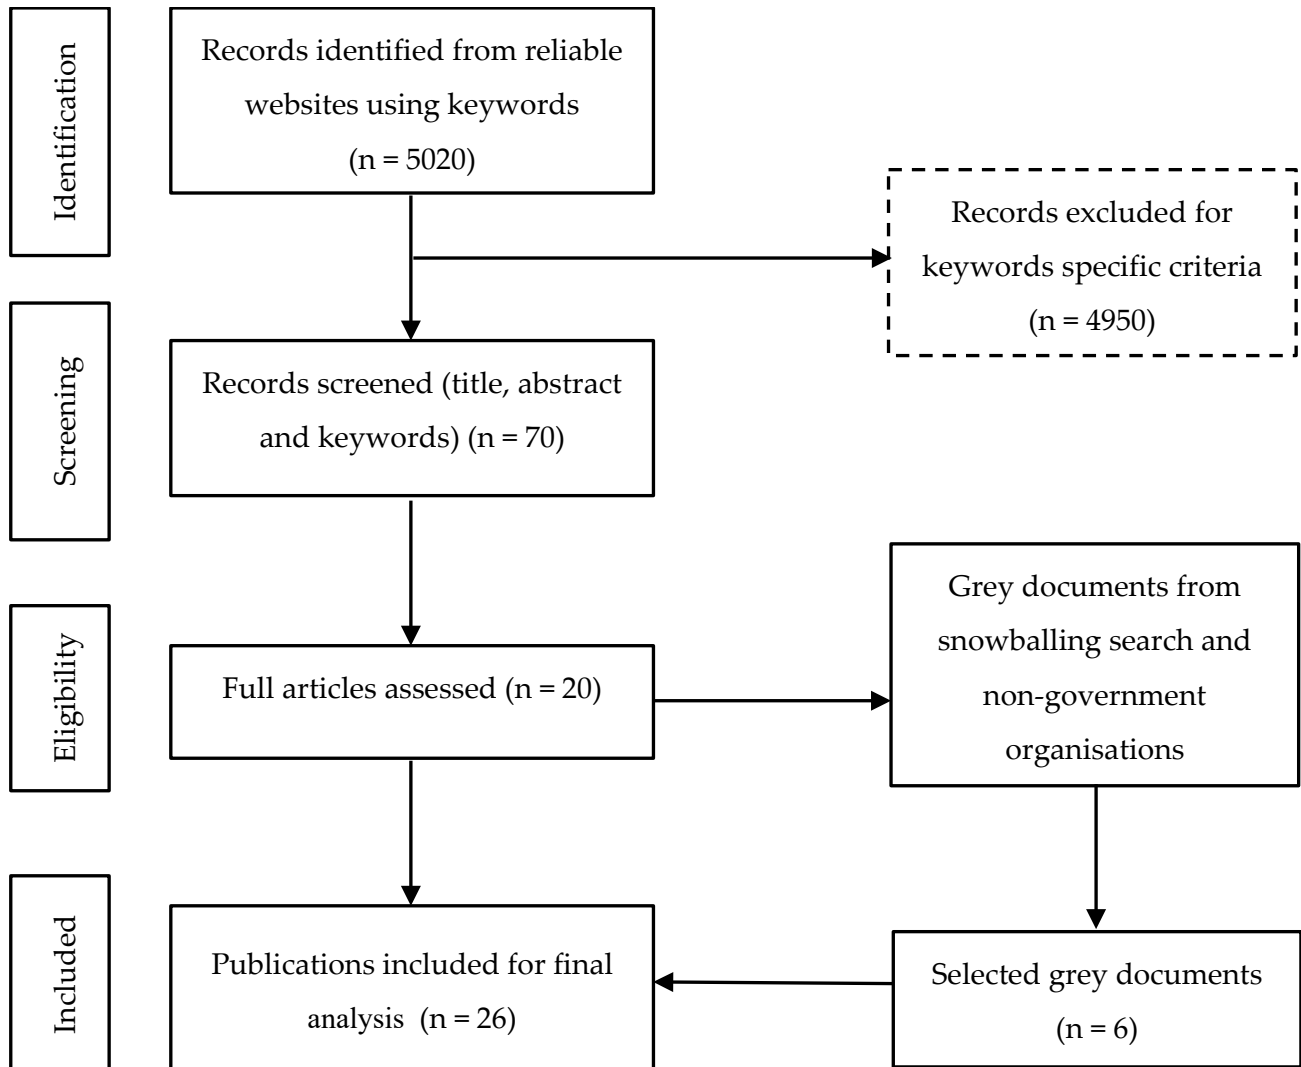 Identification
Records identified from reliable
websites using keywords
(n = 5020)
Records excluded for
keywords specific criteria
(n = 4950)
Screening
Records screened (title, abstract
and keywords) (n = 70)
Eligibility
Full articles assessed (n = 20)
Grey documents from
snowballing search and
non-government
organisations
Included
Publications included for final
analysis (n = 26)
Selected grey documents
(n = 6)